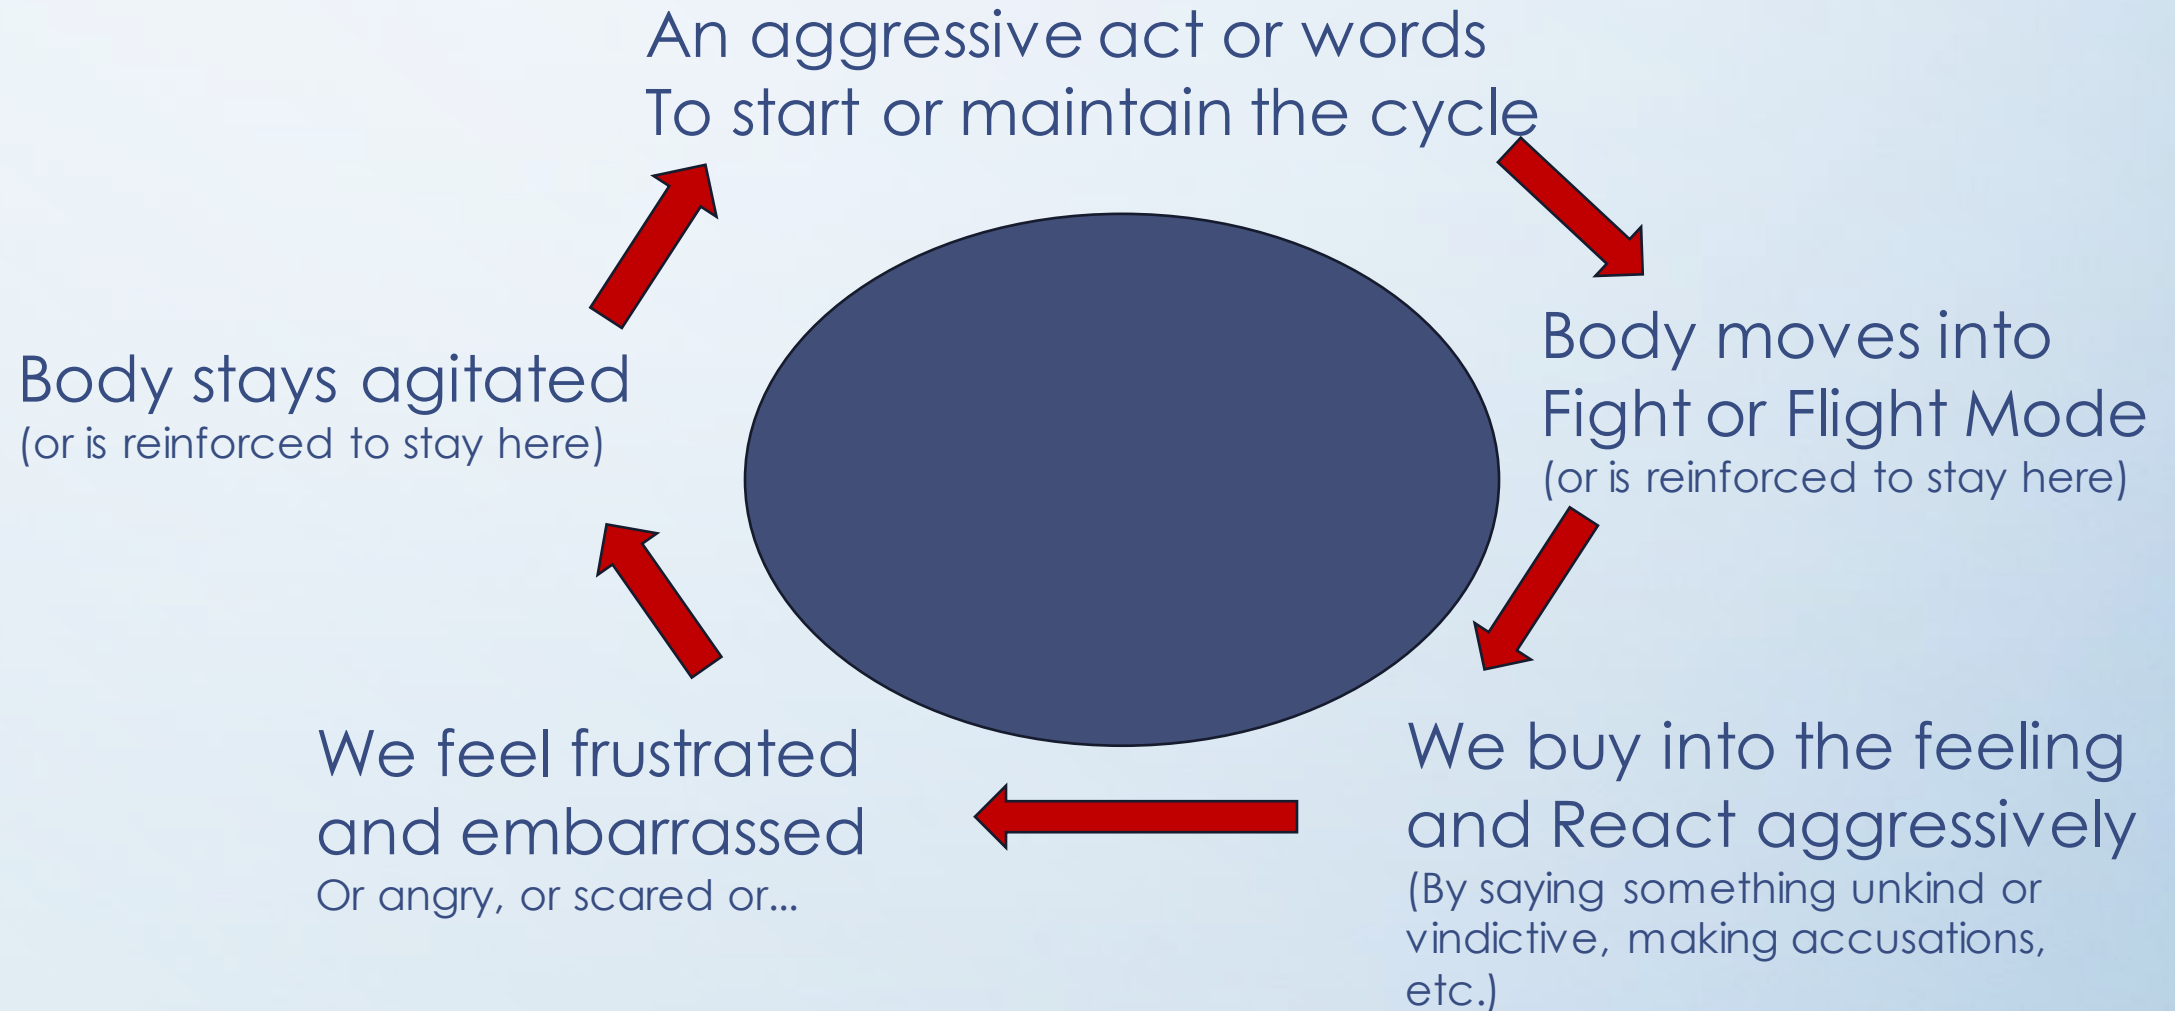 An aggressive act or words
To start or maintain the cycle
Body moves into
Fight or Flight Mode
(or is reinforced to stay here)
We buy into the feeling
and React aggressively
(By saying something unkind or
vindictive, making accusations,
etc.)
We feel frustrated
and embarrassed
Or angry, or scared or...
Body stays agitated
(or is reinforced to stay here)